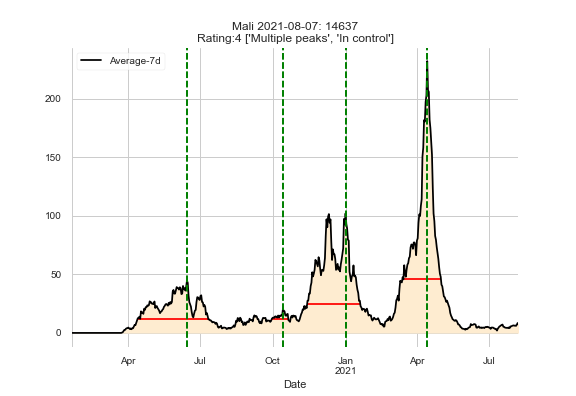 Mali 2021-08-07: 14637
Rating:4 ['Multiple peaks', 'In control']
Average-7d
200
150
100
50
0
Apr Jul Oct Jan Apr Jul
2021
Date